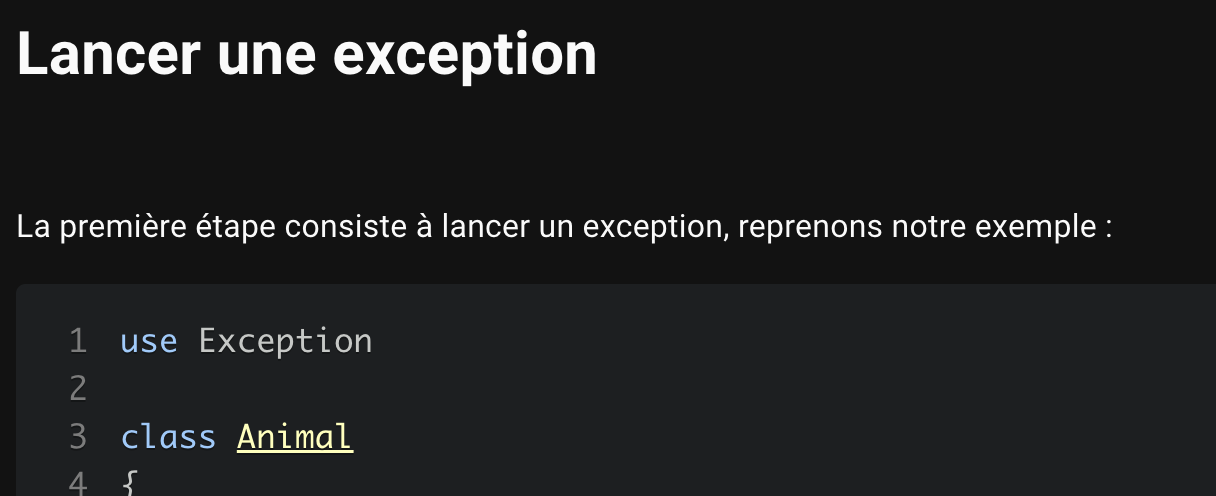 Lancer une exception
La première étape consiste à lancer un exception, reprenons notre exemple :
1 use Exception
2
3 class Animal
4 {